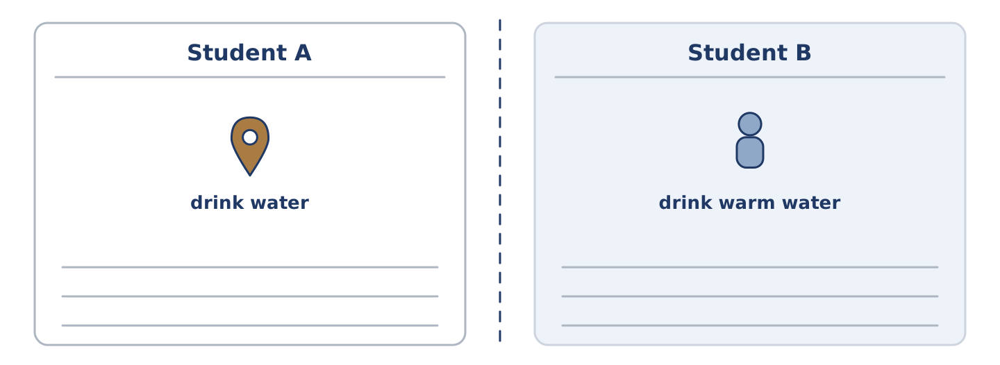 Student A
drink water
Student B
drink warm water